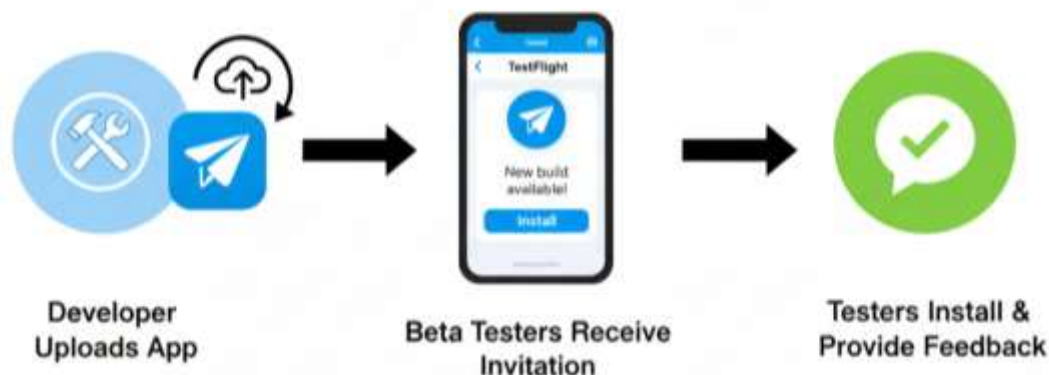 TestFlight
New build
available!
Install
Developer
Uploads App
Beta Testers Receive
Invitation
Testers Install &
Provide Feedback